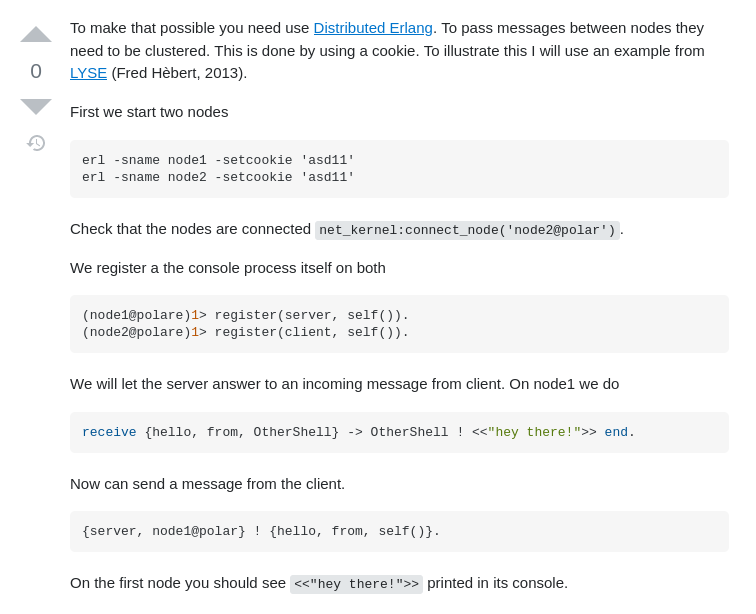 To make that possible you need use Distributed Erlang. To pass messages between nodes they
need to be clustered. This is done by using a cookie. To illustrate this I will use an example from
0
LYSE (Fred Hèbert, 2013).
First we start two nodes
erl -sname node1 -setcookie 'asd11'
erl -sname node2 -setcookie 'asd11'
Check that the nodes are connected net_kernel:connect_node('node2@polar').
We register a the console process itself on both
(node1@polare)1> register(server, self()).
(node2@polare)1> register(client, self()).
We will let the server answer to an incoming message from client. On node1 we do
receive {hello, from, OtherShell} -> OtherShell ! <<"hey there!">> end.
Now can send a message from the client.
{server, node1@polar} ! {hello, from, self()}.
On the first node you should see <<"hey there!">> printed in its console.